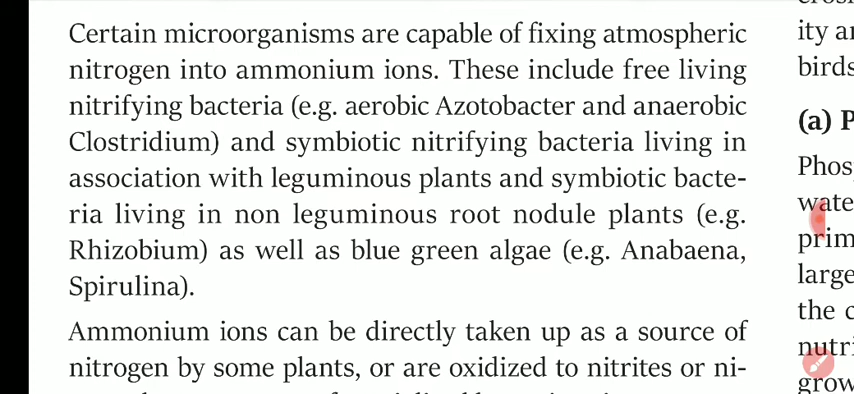 Certain microorganisms are capable of fixing atmospheric
nitrogen into ammonium ions. These include free living
nitrifying bacteria (e.g. aerobic Azotobacter and anaerobic
Clostridium) and symbiotic nitrifying bacteria living in
association with leguminous plants and symbiotic bacte-
ria living in non leguminous root nodule plants (e.g.
Rhizobium) as well as blue green algae (e.g. Anabaena,
Spirulina).
Ammonium ions can be directly taken up as a source of
nitrogen by some plants, or are oxidized to nitrites or ni-
ity a
birds
(a) P
Phos
wate
prim
large
the c
nutri
grow